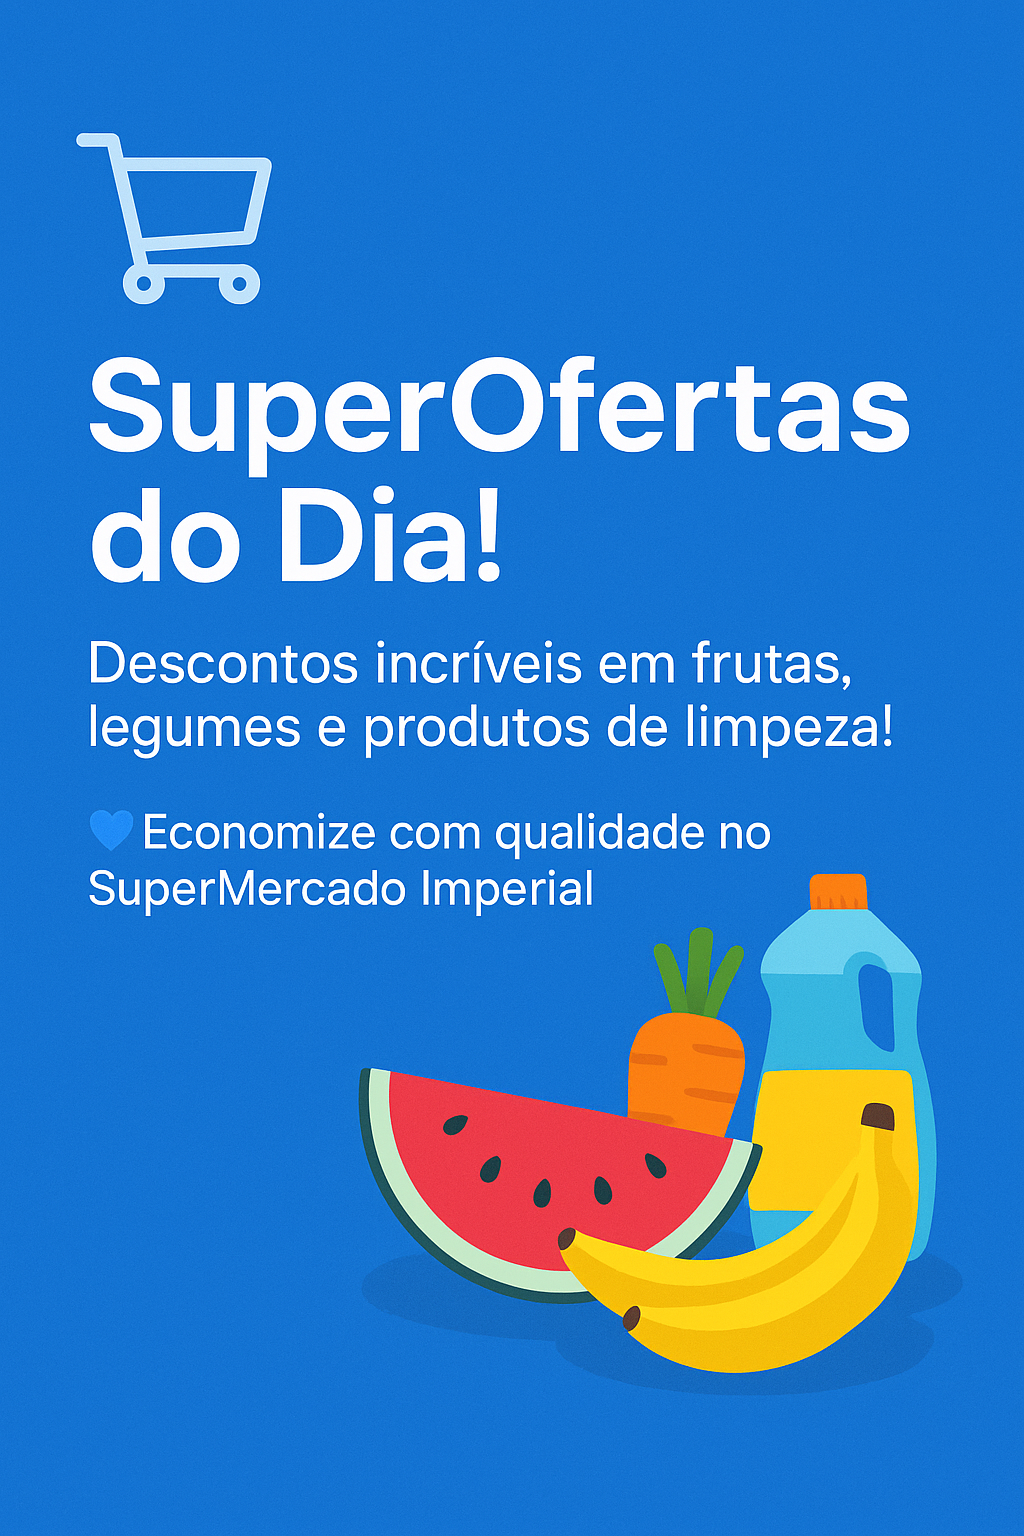 SuperOfertas
do Dia!
Descontos incríveis em frutas,
legumes e produtos de limpeza!
💙 Economize com qualidade no
SuperMercado Imperial